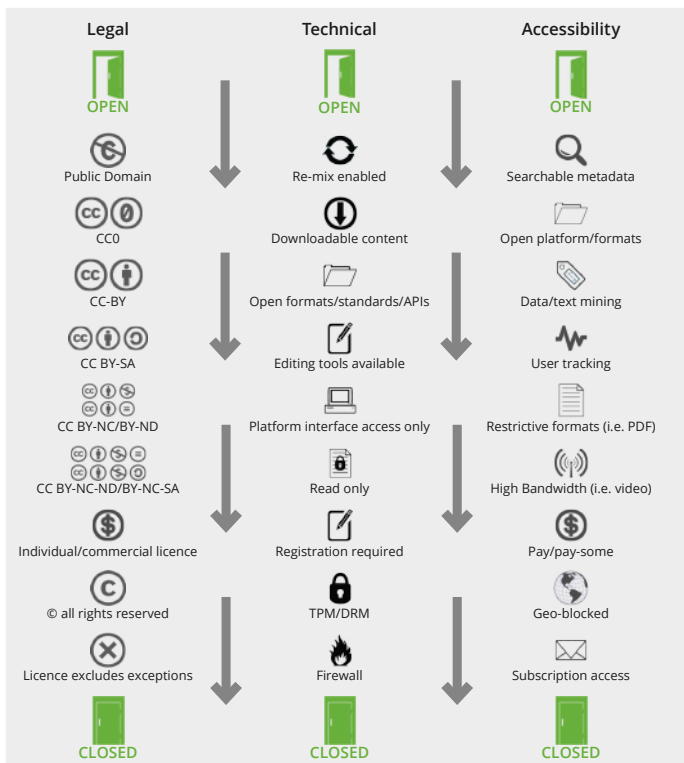 Legal
OPEN
Public Domain
CC0
CC-BY
CC BY-SA
CC BY-NC/BY-ND
CC BY-NC-ND/BY-NC-SA
Individual/commercial licence
© all rights reserved
Licence excludes exceptions
CLOSED
Technical
OPEN
Re-mix enabled
Downloadable content
Open formats/standards/APIs
Editing tools available
Platform interface access only
Read only
Registration required
TPM/DRM
Firewall
CLOSED
Accessibility
OPEN
Searchable metadata
Open platform/formats
Data/text mining
User tracking
Restrictive formats (i.e. PDF)
High Bandwidth (i.e. video)
Pay/pay-some
Geo-blocked
Subscription access
CLOSED